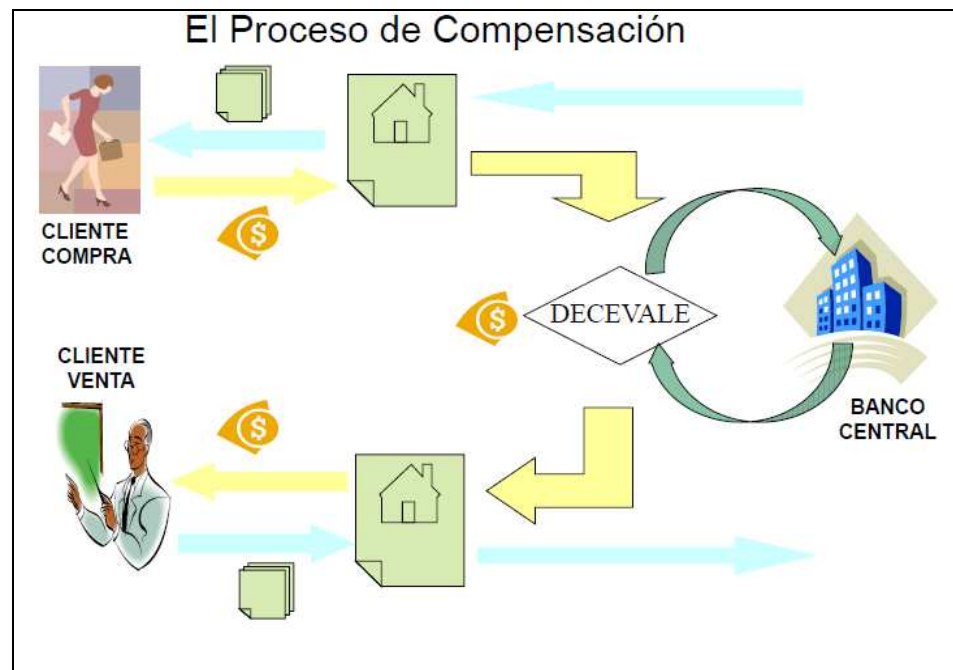 El Proceso de Compensación
CLIENTE
COMPRA
$
DECEVALE
$
CLIENTE
VENTA
$
BANCO
CENTRAL